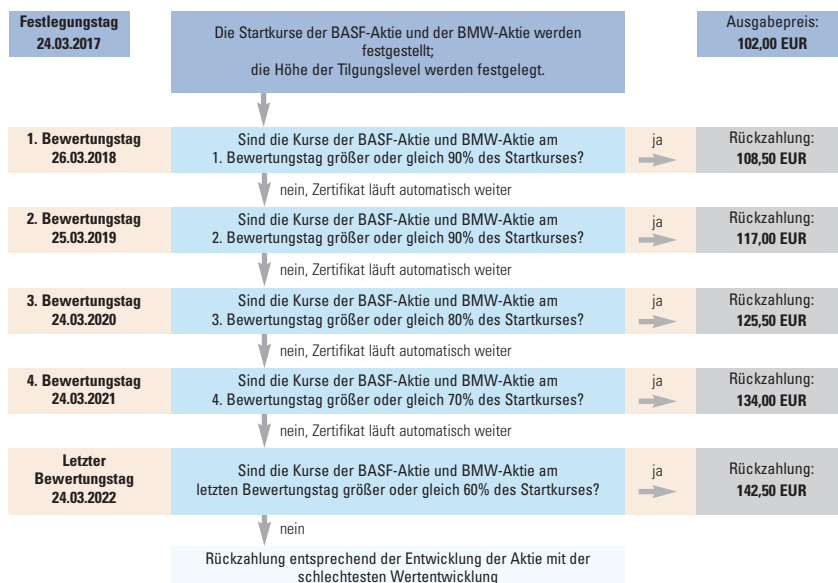 Festlegungstag
24.03.2017
Die Startkurse der BASF-Aktie und der BMW-Aktie werden
festgestellt;
die Höhe der Tilgungslevel werden festgelegt.
Ausgabepreis:
102,00 EUR
1. Bewertungstag
26.03.2018
Sind die Kurse der BASF-Aktie und BMW-Aktie am
1. Bewertungstag größer oder gleich 90% des Startkurses?
ja
Rückzahlung:
108,50 EUR
nein, Zertifikat läuft automatisch weiter
2. Bewertungstag
25.03.2019
Sind die Kurse der BASF-Aktie und BMW-Aktie am
2. Bewertungstag größer oder gleich 90% des Startkurses?
ja
Rückzahlung:
117,00 EUR
nein, Zertifikat läuft automatisch weiter
3. Bewertungstag
24.03.2020
Sind die Kurse der BASF-Aktie und BMW-Aktie am
3. Bewertungstag größer oder gleich 80% des Startkurses?
ja
Rückzahlung:
125,50 EUR
nein, Zertifikat läuft automatisch weiter
4. Bewertungstag
24.03.2021
Sind die Kurse der BASF-Aktie und BMW-Aktie am
4. Bewertungstag größer oder gleich 70% des Startkurses?
ja
Rückzahlung:
134,00 EUR
nein, Zertifikat läuft automatisch weiter
Letzter
Bewertungstag
24.03.2022
Sind die Kurse der BASF-Aktie und BMW-Aktie am
letzten Bewertungstag größer oder gleich 60% des Startkurses?
ja
Rückzahlung:
142,50 EUR
nein
Rückzahlung entsprechend der Entwicklung der Aktie mit der
schlechtesten Wertentwicklung